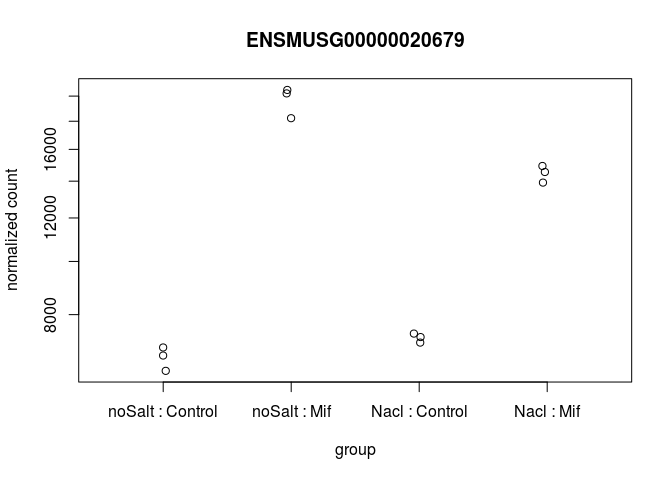 ENSMUSG00000020679
normalized count
16000
12000
8000
noSalt : Control
noSalt : Mif
Nacl : Control
Nacl : Mif
group